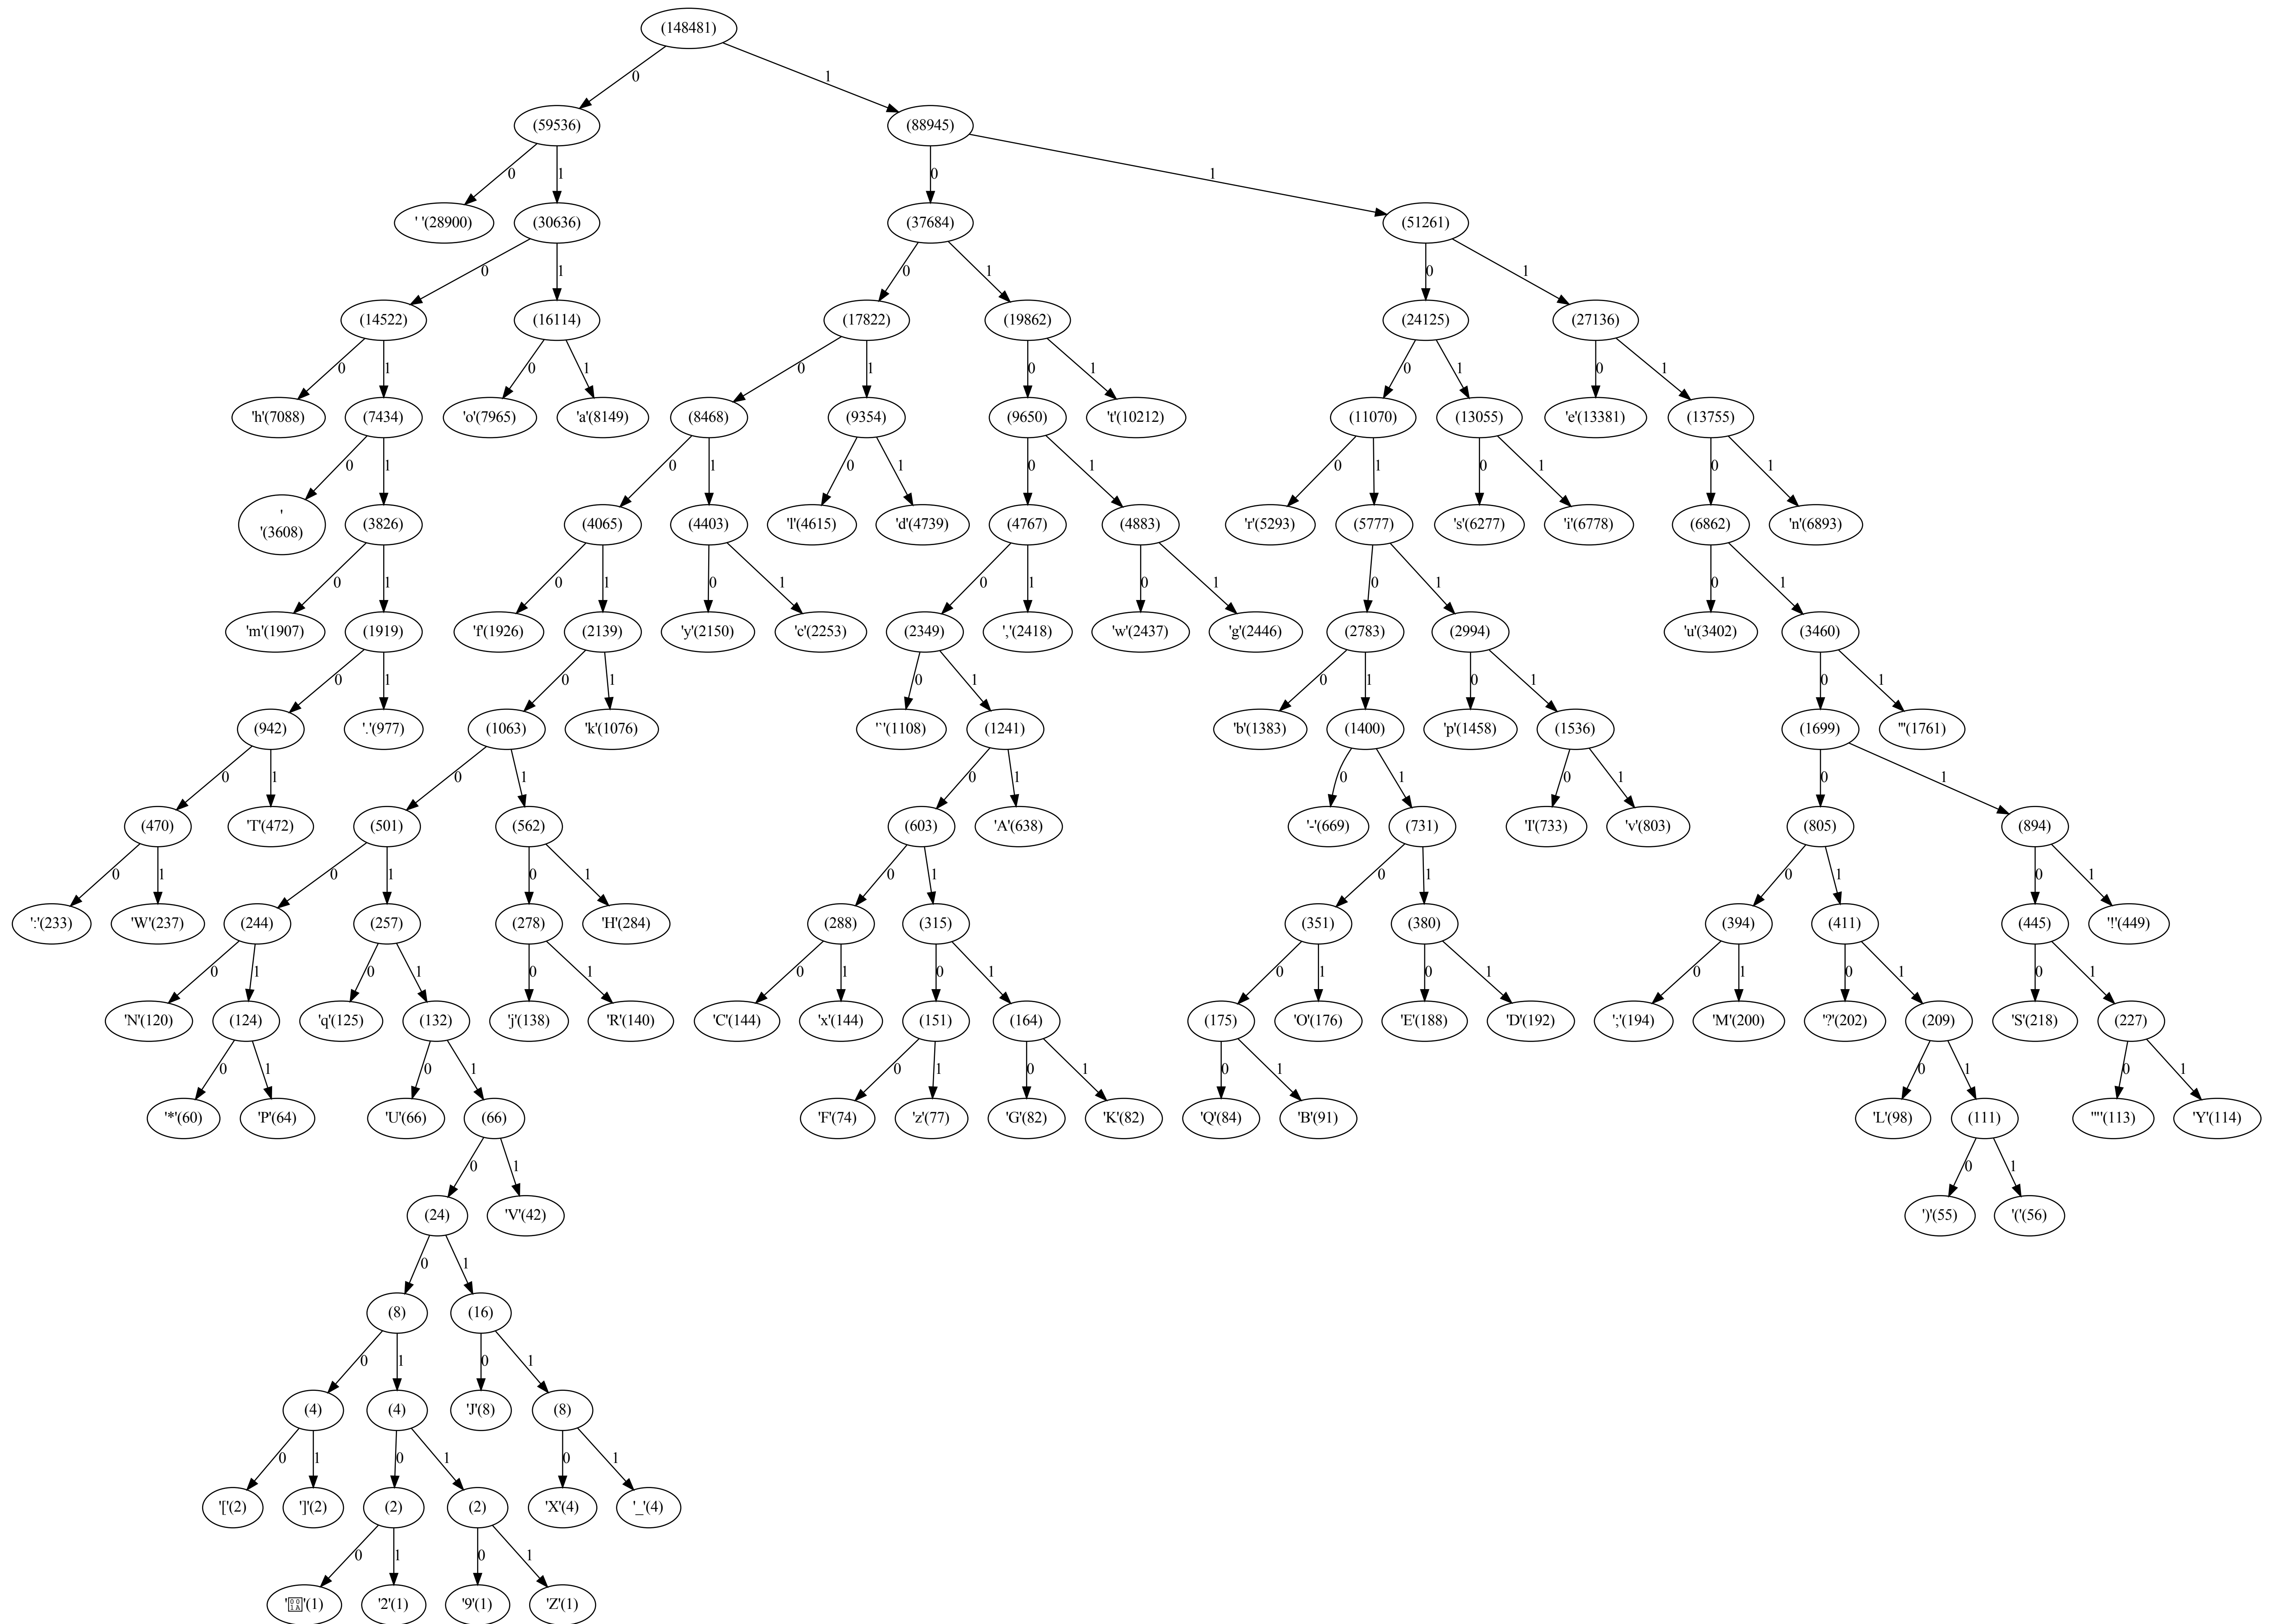 (148481)
0 1
(59536) (88945)
0 1 0 1
' '(28900) (30636) (37684) (51261)
0 1 0 1 0 1
(14522) (16114) (17822) (19862) (24125) (27136)
0 1 0 1 0 1 0 1 0 1 0 1
'h'(7088) (7434) 'o'(7965) 'a'(8149) (8468) (9354) (9650) 't'(10212) (11070) (13055) 'e'(13381) (13755)
0 1 0 1 0 1 0 1 0 1 0 1 0 1
'
'(3608) (3826) (4065) (4403) 'l'(4615) 'd'(4739) (4767) (4883) 'r'(5293) (5777) 's'(6277) 'i'(6778) (6862) 'n'(6893)
0 1 0 1 0 1 0 1 0 1 0 1 0 1
'm'(1907) (1919) 'f'(1926) (2139) 'y'(2150) 'c'(2253) (2349) ','(2418) 'w'(2437) 'g'(2446) (2783) (2994) 'u'(3402) (3460)
0 1 0 1 0 1 0 1 0 1 0 1
(942) '.'(977) (1063) 'k'(1076) '`'(1108) (1241) 'b'(1383) (1400) 'p'(1458) (1536) (1699) '''(1761)
0 1 0 1 0 1 0 1 0 1 0 1
(470) 'T'(472) (501) (562) (603) 'A'(638) '-'(669) (731) 'I'(733) 'v'(803) (805) (894)
0 1 0 1 0 1 0 1 0 1 0 1 0 1
':'(233) 'W'(237) (244) (257) (278) 'H'(284) (288) (315) (351) (380) (394) (411) (445) '!'(449)
0 1 0 1 0 1 0 1 0 1 0 1 0 1 0 1 0 1 0 1
'N'(120) (124) 'q'(125) (132) 'j'(138) 'R'(140) 'C'(144) 'x'(144) (151) (164) (175) 'O'(176) 'E'(188) 'D'(192) ';'(194) 'M'(200) '?'(202) (209) 'S'(218) (227)
0 1 0 1 0 1 0 1 0 1 0 1 0 1
'*'(60) 'P'(64) 'U'(66) (66) 'F'(74) 'z'(77) 'G'(82) 'K'(82) 'Q'(84) 'B'(91) 'L'(98) (111) '"'(113) 'Y'(114)
0 1 0 1
(24) 'V'(42) ')'(55) '('(56)
0 1
(8) (16)
0 1 0 1
(4) (4) 'J'(8) (8)
0 1 0 1 0 1
'['(2) ']'(2) (2) (2) 'X'(4) '_'(4)
0 1 0 1
'␚'(1) '2'(1) '9'(1) 'Z'(1)